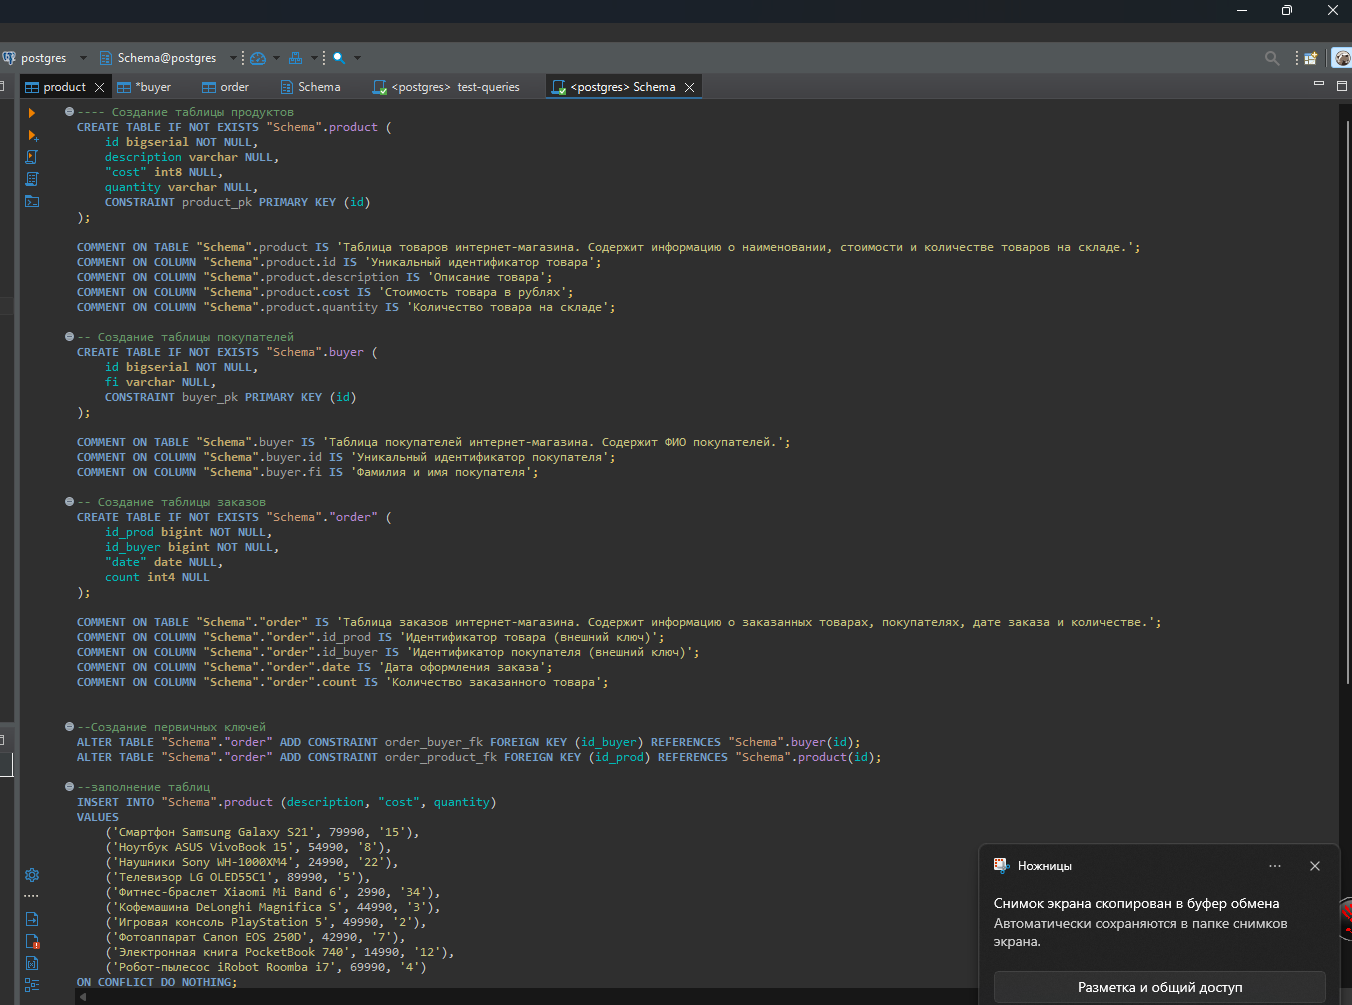 postgres
Schema@postgres
product
*buyer
order
Schema
<postgres> test-queries
<postgres> Schema
---- Создание таблицы продуктов
CREATE TABLE IF NOT EXISTS "Schema".product (
id bigserial NOT NULL,
description varchar NULL,
"cost" int8 NULL,
quantity varchar NULL,
CONSTRAINT product_pk PRIMARY KEY (id)
);
COMMENT ON TABLE "Schema".product IS 'Таблица товаров интернет-магазина. Содержит информацию о наименовании, стоимости и количестве товаров на складе.';
COMMENT ON COLUMN "Schema".product.id IS 'Уникальный идентификатор товара';
COMMENT ON COLUMN "Schema".product.description IS 'Описание товара';
COMMENT ON COLUMN "Schema".product.cost IS 'Стоимость товара в рублях';
COMMENT ON COLUMN "Schema".product.quantity IS 'Количество товара на складе';
-- Создание таблицы покупателей
CREATE TABLE IF NOT EXISTS "Schema".buyer (
id bigserial NOT NULL,
fi varchar NULL,
CONSTRAINT buyer_pk PRIMARY KEY (id)
);
COMMENT ON TABLE "Schema".buyer IS 'Таблица покупателей интернет-магазина. Содержит ФИО покупателей.';
COMMENT ON COLUMN "Schema".buyer.id IS 'Уникальный идентификатор покупателя';
COMMENT ON COLUMN "Schema".buyer.fi IS 'Фамилия и имя покупателя';
-- Создание таблицы заказов
CREATE TABLE IF NOT EXISTS "Schema"."order" (
id_prod bigint NOT NULL,
id_buyer bigint NOT NULL,
"date" date NULL,
count int4 NULL
);
COMMENT ON TABLE "Schema"."order" IS 'Таблица заказов интернет-магазина. Содержит информацию о заказанных товарах, покупателях, дате заказа и количестве.';
COMMENT ON COLUMN "Schema"."order".id_prod IS 'Идентификатор товара (внешний ключ)';
COMMENT ON COLUMN "Schema"."order".id_buyer IS 'Идентификатор покупателя (внешний ключ)';
COMMENT ON COLUMN "Schema"."order".date IS 'Дата оформления заказа';
COMMENT ON COLUMN "Schema"."order".count IS 'Количество заказанного товара';
--Создание первичных ключей
ALTER TABLE "Schema"."order" ADD CONSTRAINT order_buyer_fk FOREIGN KEY (id_buyer) REFERENCES "Schema".buyer(id);
ALTER TABLE "Schema"."order" ADD CONSTRAINT order_product_fk FOREIGN KEY (id_prod) REFERENCES "Schema".product(id);
--заполнение таблиц
INSERT INTO "Schema".product (description, "cost", quantity)
VALUES
('Смартфон Samsung Galaxy S21', 79990, '15'),
('Ноутбук ASUS VivoBook 15', 54990, '8'),
('Наушники Sony WH-1000XM4', 24990, '22'),
('Телевизор LG OLED55C1', 89990, '5'),
('Фитнес-браслет Xiaomi Mi Band 6', 2990, '34'),
('Кофемашина DeLonghi Magnifica S', 44990, '3'),
('Игровая консоль PlayStation 5', 49990, '2'),
('Фотоаппарат Canon EOS 250D', 42990, '7'),
('Электронная книга PocketBook 740', 14990, '12'),
('Робот-пылесос iRobot Roomba i7', 69990, '4')
ON CONFLICT DO NOTHING;
Ножницы
Снимок экрана скопирован в буфер обмена
Автоматически сохраняются в папке снимков
экрана.
Разметка и общий доступ